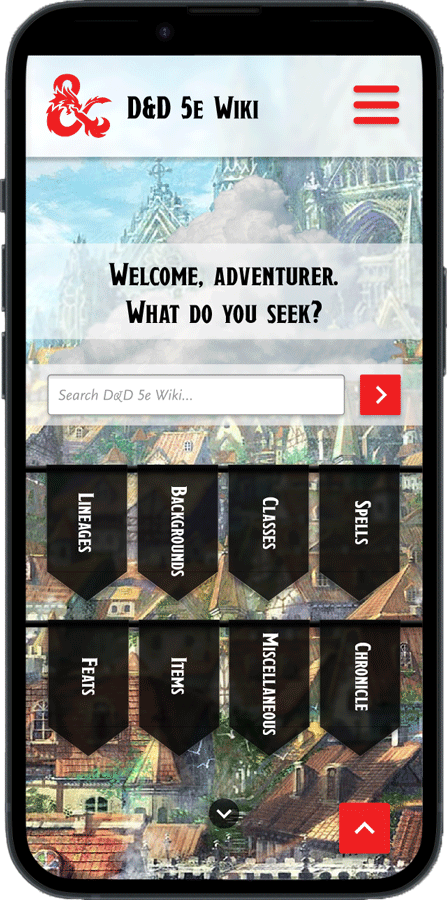 D&D 5e Wiki
Welcome, adventurer.
What do you seek?
Search D&D 5e Wiki...
Lineages
Backgrounds
Classes
Spells
Feats
Items
Miscellaneous
Chronicle